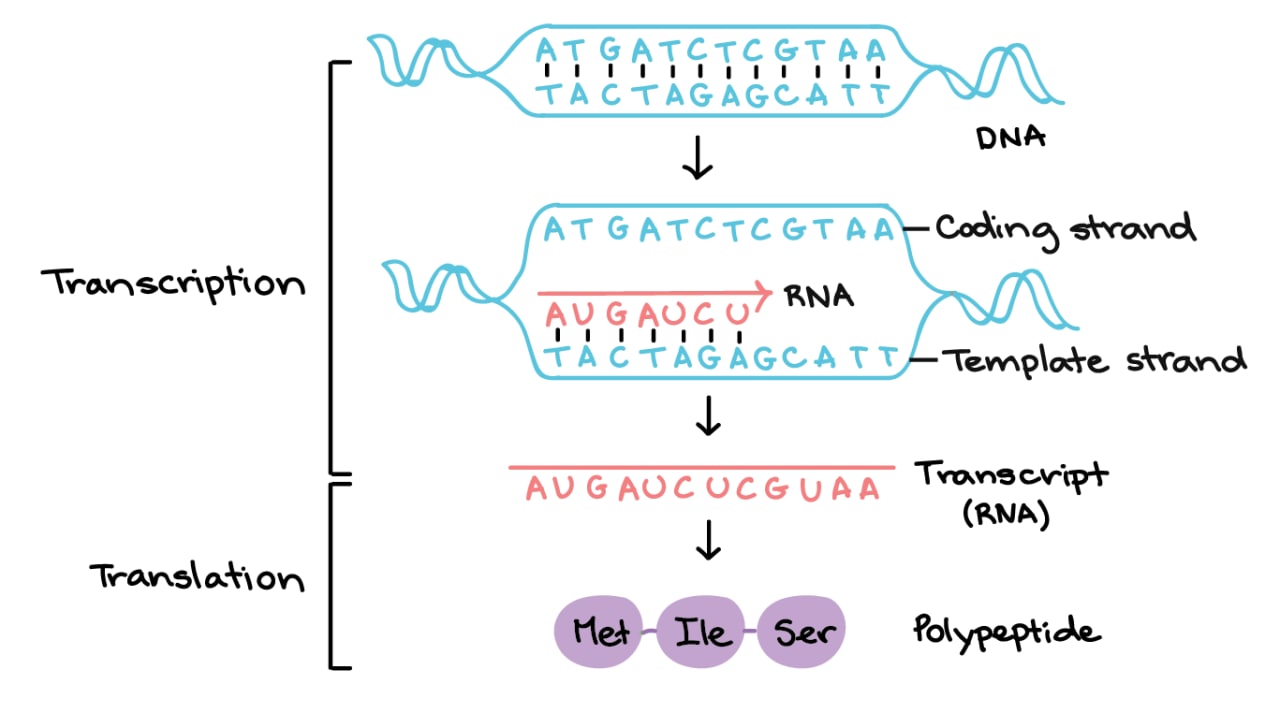 ATGATCTCGTAA
TACTAGAGCATT
DNA
ATGATCTCGTAA
Coding strand
Transcription
RNA
AUGAUCU
TACTAGAGCATT
Template strand
AUGAUCUCGUAA
Transcript
(RNA)
Translation
Met Ile Ser
Polypeptide